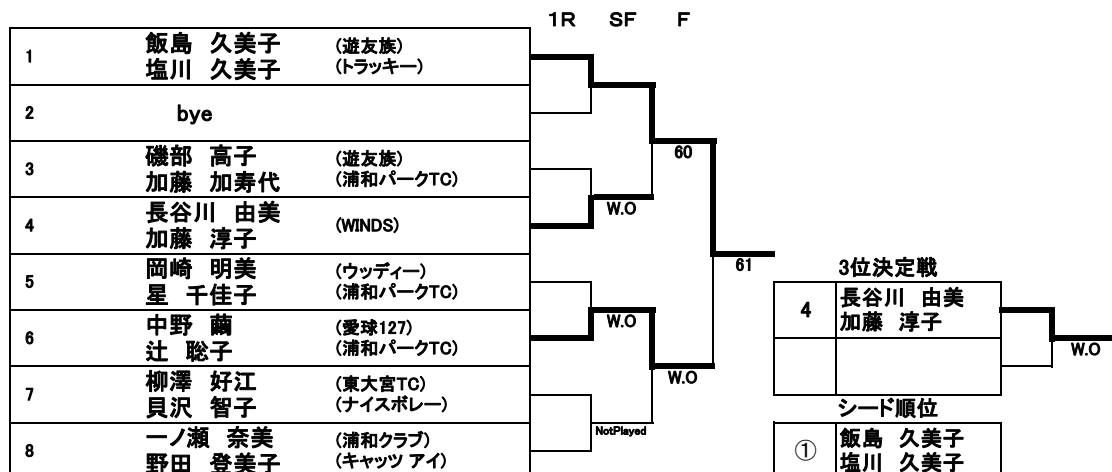 1R SF F
1 飯島 久美子 (遊友族)
塩川 久美子 (トラッキー)
2 bye
3 磯部 高子 (遊友族)
加藤 加寿代 (浦和パークTC)
60
4 長谷川 由美 (WINDS)
加藤 淳子
W.O
5 岡崎 明美 (ウッディー)
星 千佳子 (浦和パークTC)
61
3位決定戦
4 長谷川 由美
加藤 淳子
W.O
6 中野 繭 (愛球127)
辻 聡子 (浦和パークTC)
W.O
7 柳澤 好江 (東大宮TC)
貝沢 智子 (ナイスボレー)
W.O
シード順位
8 一ノ瀬 奈美 (浦和クラブ)
野田 登美子 (キャッツ アイ)
NotPlayed
① 飯島 久美子
塩川 久美子